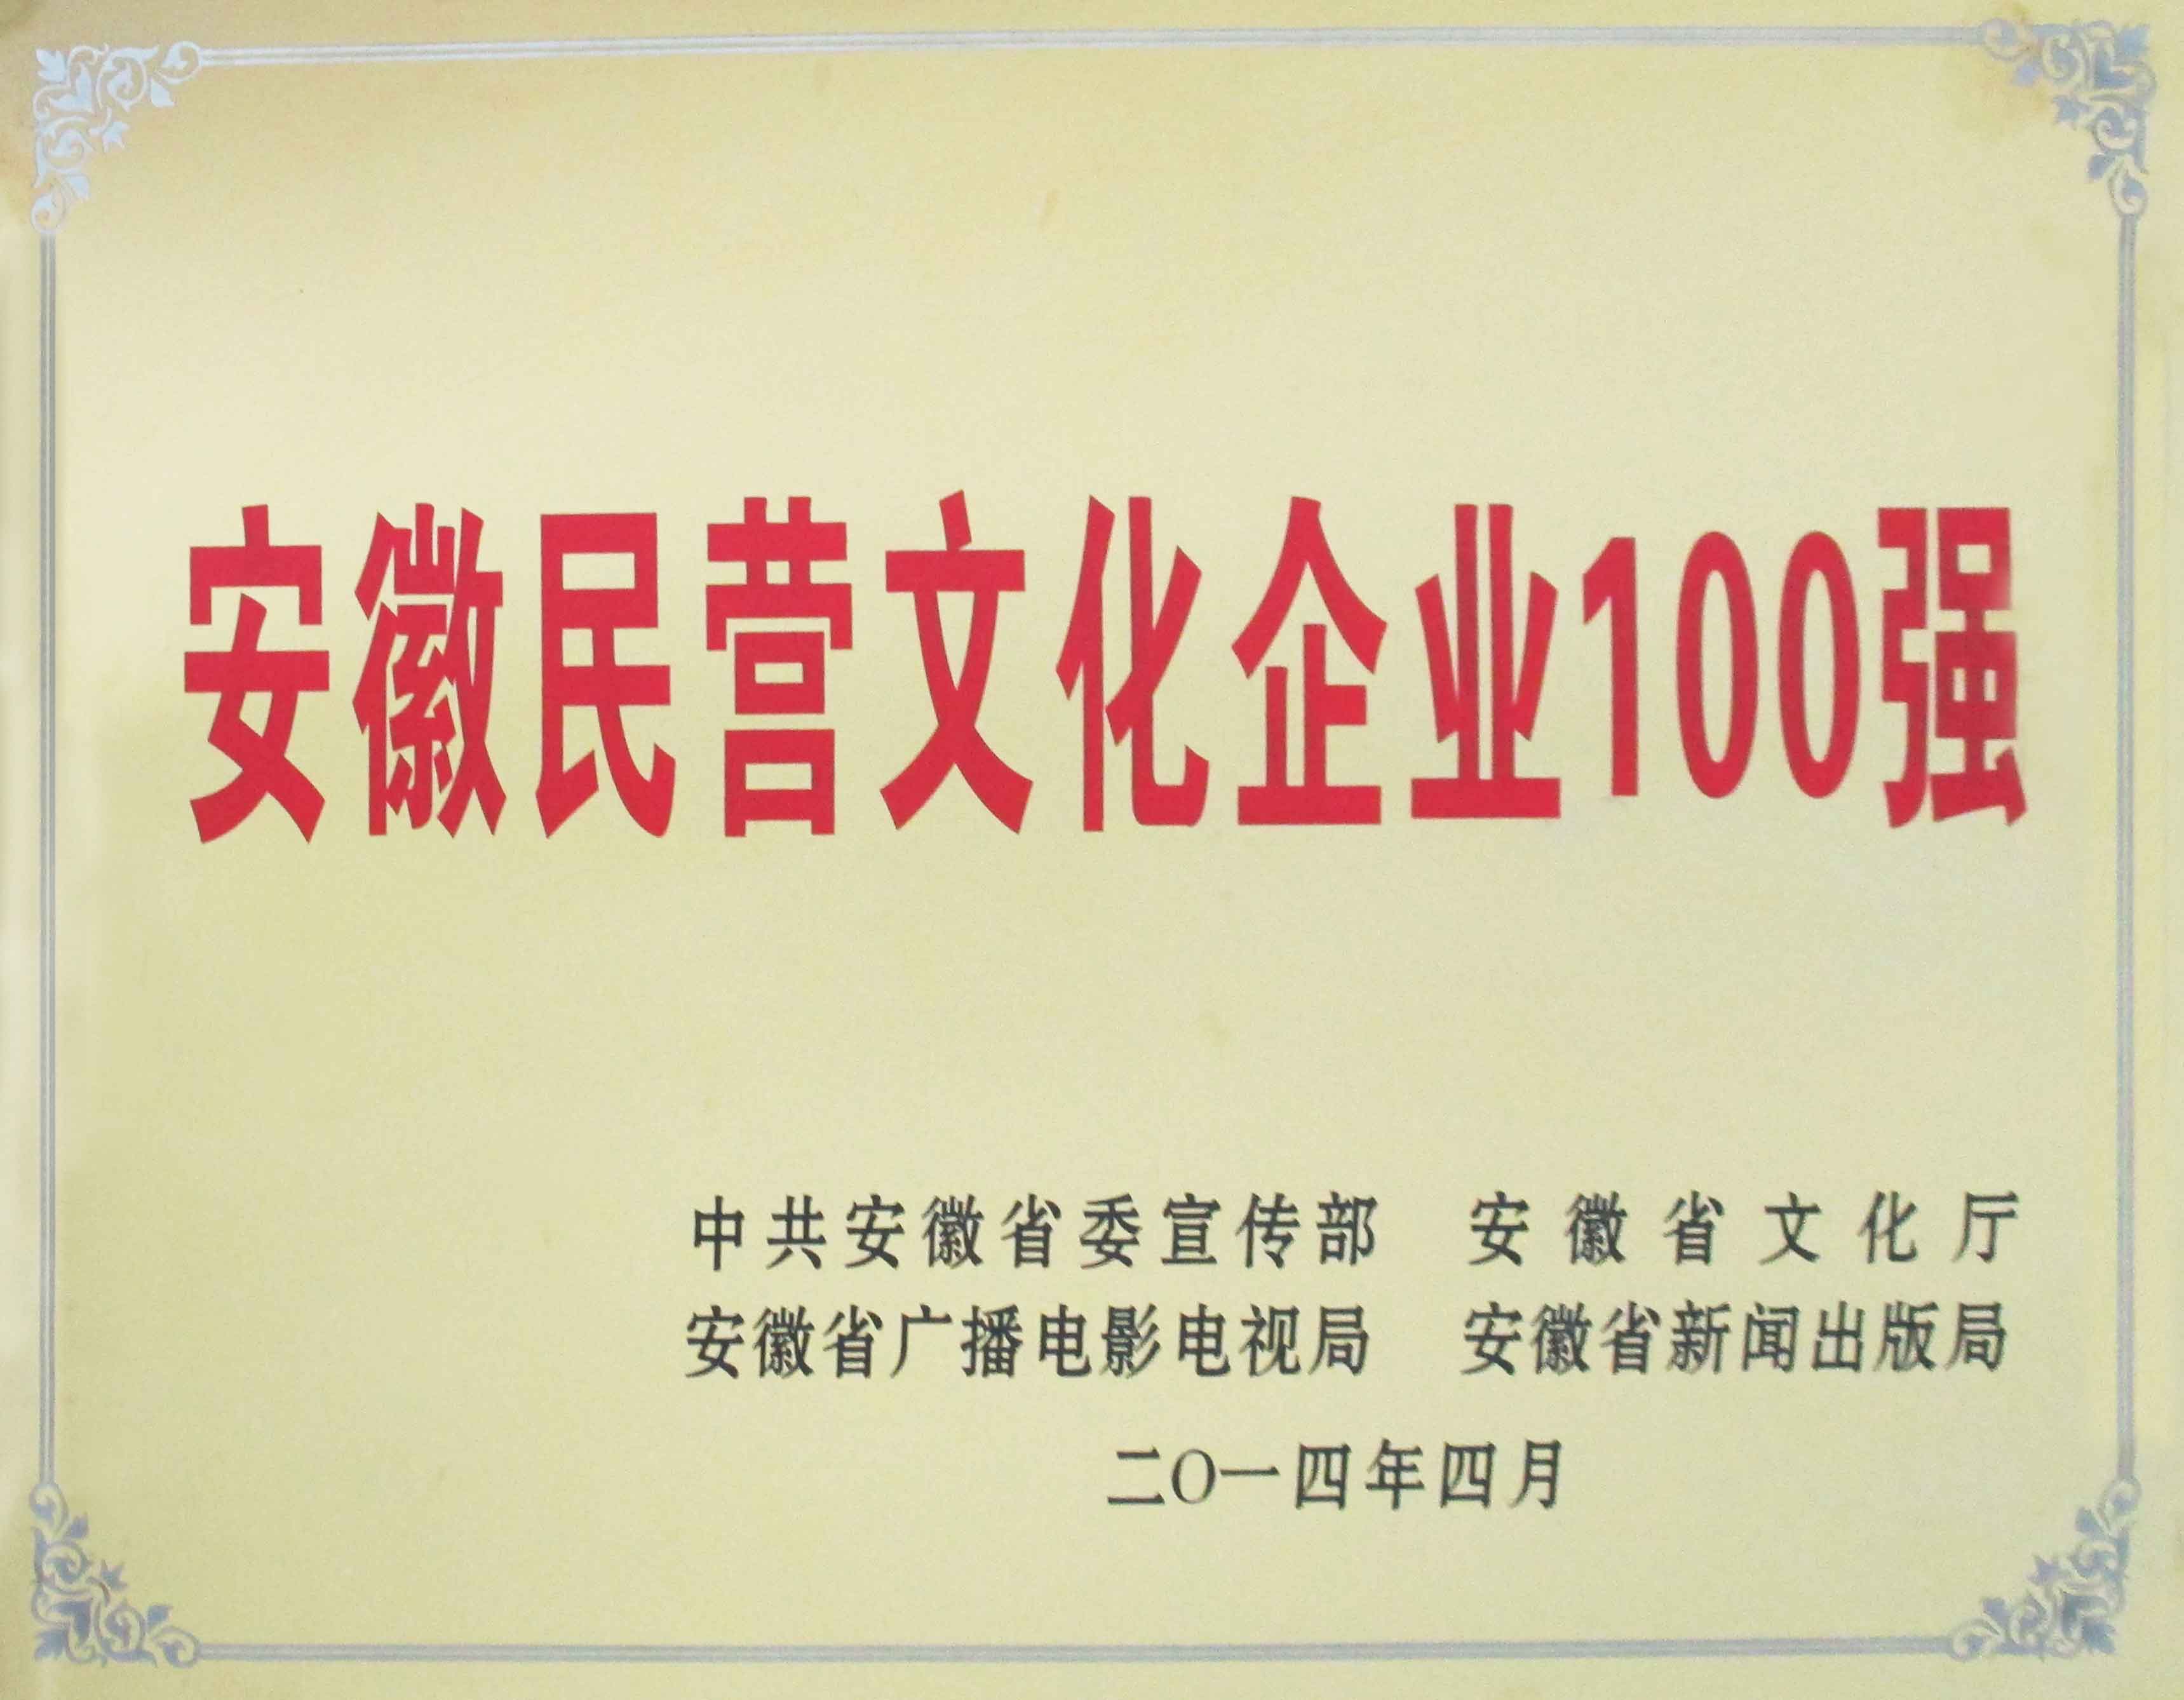 安徽民营文化企业100强
中共安徽省委宣传部 安徽省文化厅
安徽省广播电影电视局 安徽省新闻出版局
二〇一四年四月